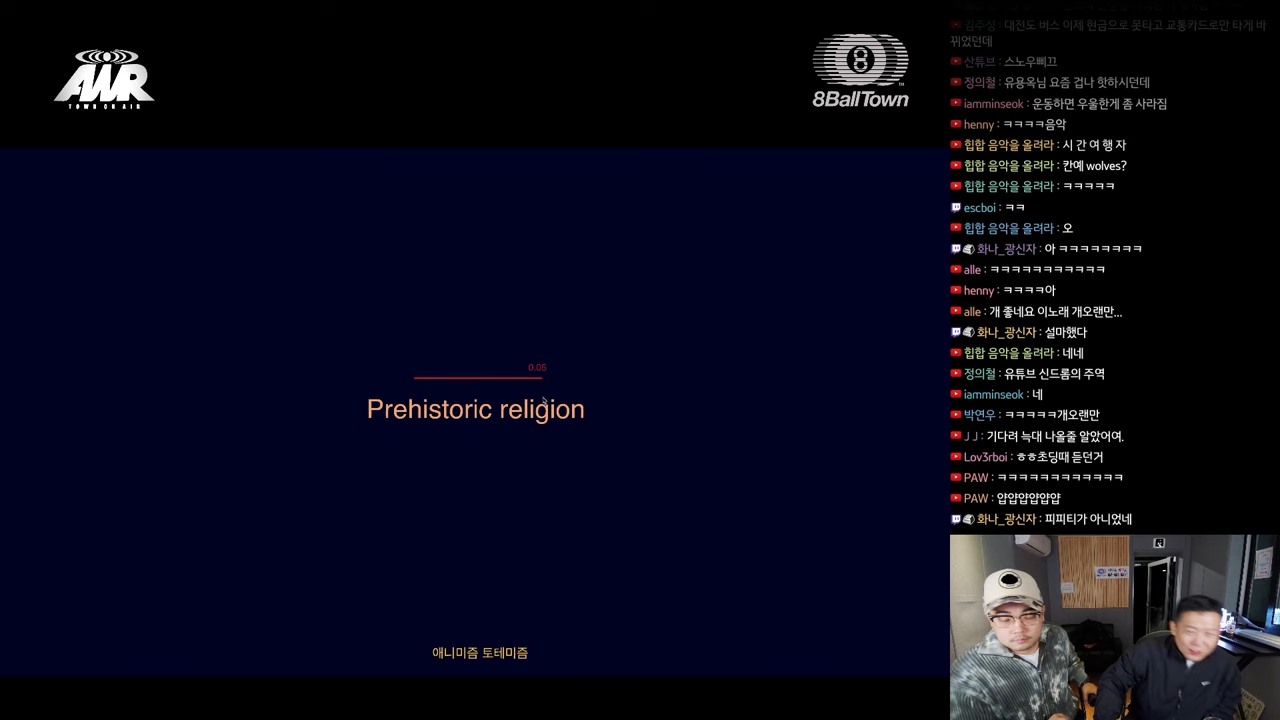 AIR
TOWN ON AIR
8
8BallTown
0.05
Prehistoric religion
애니미즘 토테미즘
김주성 : 대전도 버스 이제 현금으로 못타고 교통카드로만 타게 바
뀌었던데
산튜브 : 스노우삐끄
정의철 : 유용욱님 요즘 겁나 핫하시던데
iamminseok : 운동하면 우울한게 좀 사라짐
henny : ㅋㅋㅋㅋ음악
힙합 음악을 올려라 : 시 간 여 행 자
힙합 음악을 올려라 : 칸예 wolves?
힙합 음악을 올려라 : ㅋㅋㅋㅋㅋ
escboi : ㅋㅋ
힙합 음악을 올려라 : 오
화나_광신자 : 아 ㅋㅋㅋㅋㅋㅋㅋㅋ
alle : ㅋㅋㅋㅋㅋㅋㅋㅋㅋㅋㅋ
henny : ㅋㅋㅋㅋ아
alle : 개 좋네요 이노래 개오랜만...
화나_광신자 : 설마했다
힙합 음악을 올려라 : 네네
정의철 : 유튜브 신드롬의 주역
iamminseok : 네
박연우 : ㅋㅋㅋㅋㅋ개오랜만
J J : 기다려 늑대 나올줄 알았어여.
Lov3rboi : ㅎㅎ초딩때 듣던거
PAW : ㅋㅋㅋㅋㅋㅋㅋㅋㅋㅋㅋㅋ
PAW : 얍얍얍얍얍얍
화나_광신자 : 피피티가 아니었네